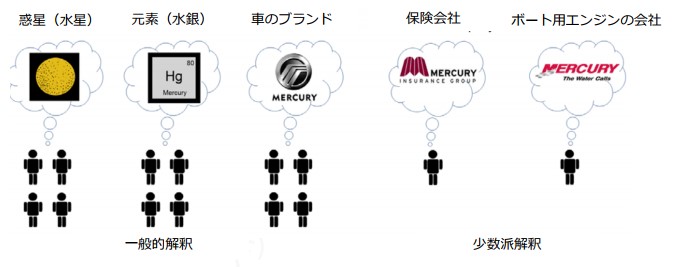 惑星（水星）
元素（水銀）
車のブランド
保険会社
ボート用エンジンの会社
80
Hg
Mercury
MERCURY
MERCURY
INSURANCE GROUP
MERCURY
The Water Calls
一般的解釈
少数派解釈